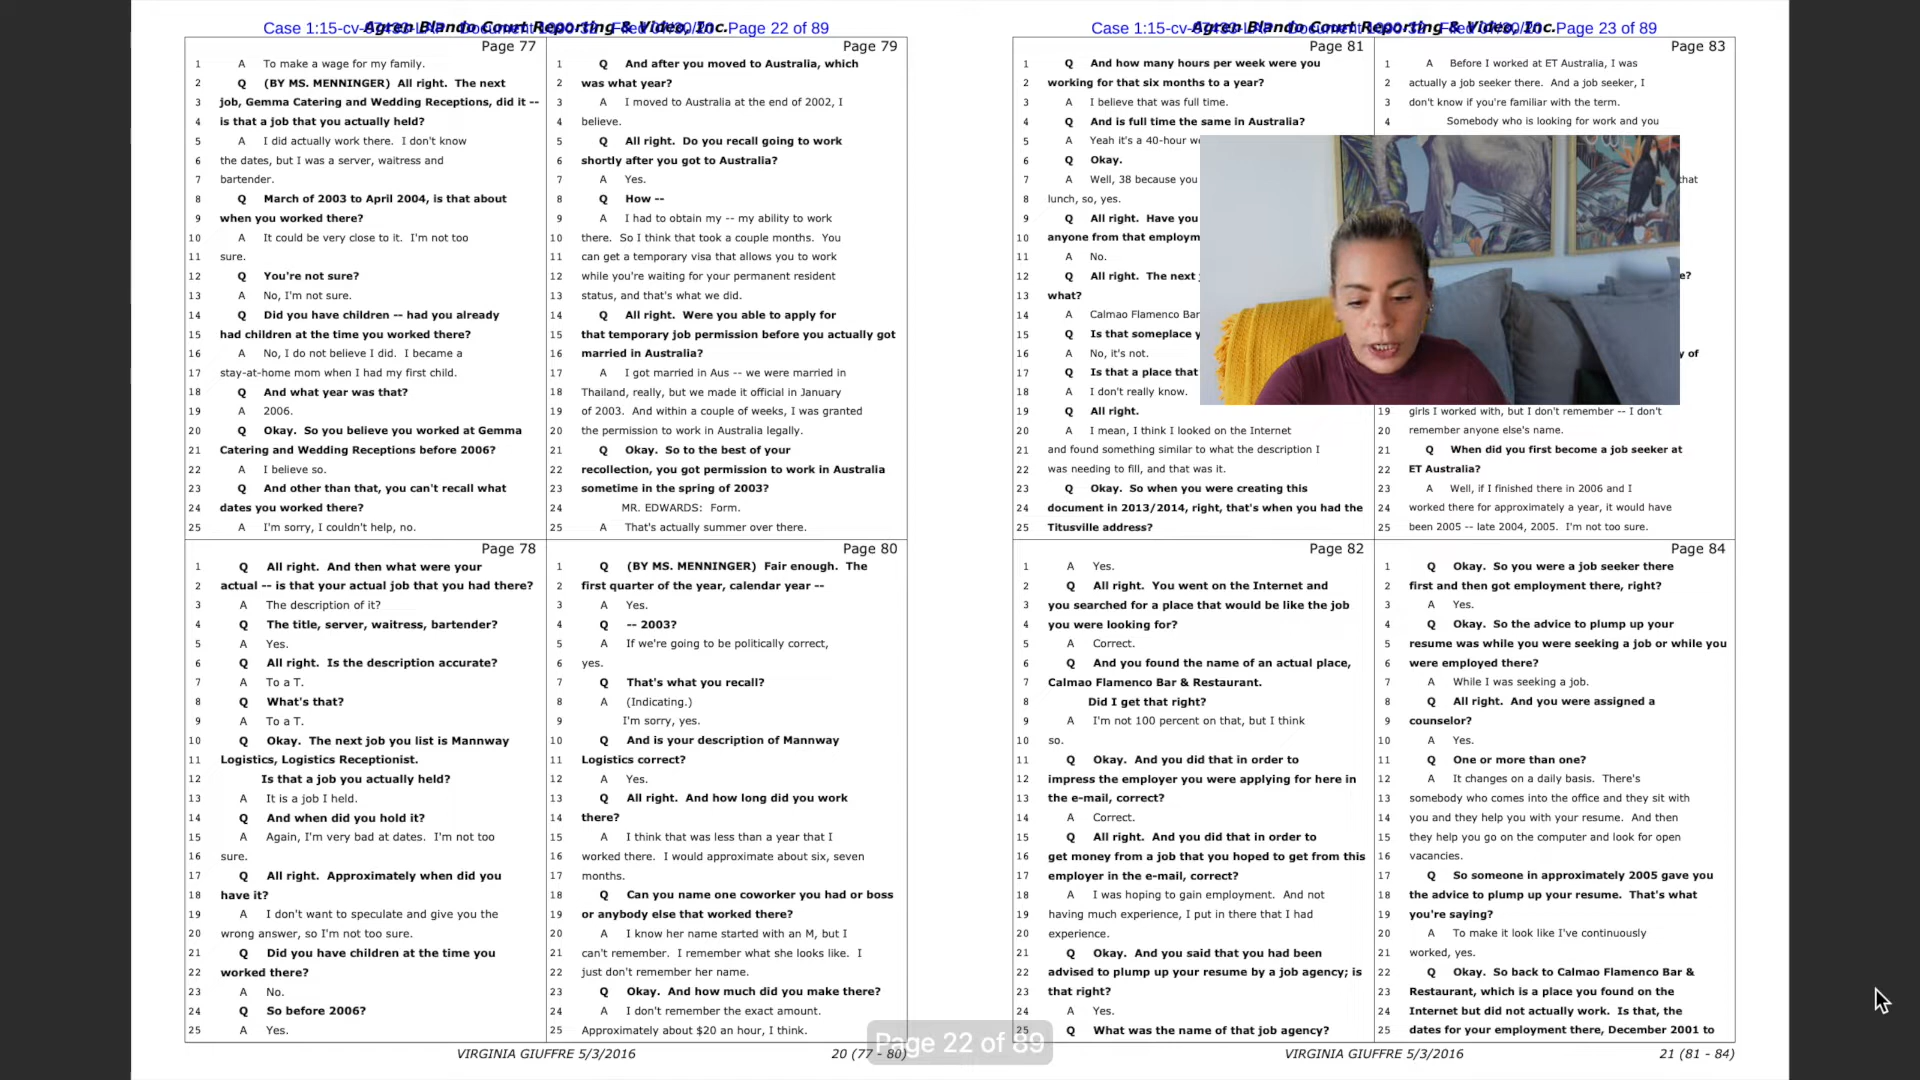 Case 1:15-cv-07433-LAP Document 1090-32 Filed 07/30/20 Page 22 of 89
Agren Blando Court Reporting & Video, Inc.
Page 77
1 A To make a wage for my family.
2 Q (BY MS. MENNINGER) All right. The next
3 job, Gemma Catering and Wedding Receptions, did it --
4 is that a job that you actually held?
5 A I did actually work there. I don't know
6 the dates, but I was a server, waitress and
7 bartender.
8 Q March of 2003 to April 2004, is that about
9 when you worked there?
10 A It could be very close to it. I'm not too
11 sure.
12 Q You're not sure?
13 A No, I'm not sure.
14 Q Did you have children -- had you already
15 had children at the time you worked there?
16 A No, I do not believe I did. I became a
17 stay-at-home mom when I had my first child.
18 Q And what year was that?
19 A 2006.
20 Q Okay. So you believe you worked at Gemma
21 Catering and Wedding Receptions before 2006?
22 A I believe so.
23 Q And other than that, you can't recall what
24 dates you worked there?
25 A I'm sorry, I couldn't help, no.
Page 78
1 Q All right. And then what were your
2 actual -- is that your actual job that you had there?
3 A The description of it?
4 Q The title, server, waitress, bartender?
5 A Yes.
6 Q All right. Is the description accurate?
7 A To a T.
8 Q What's that?
9 A To a T.
10 Q Okay. The next job you list is Mannway
11 Logistics, Logistics Receptionist.
12 Is that a job you actually held?
13 A It is a job I held.
14 Q And when did you hold it?
15 A Again, I'm very bad at dates. I'm not too
16 sure.
17 Q All right. Approximately when did you
18 have it?
19 A I don't want to speculate and give you the
20 wrong answer, so I'm not too sure.
21 Q Did you have children at the time you
22 worked there?
23 A No.
24 Q So before 2006?
25 A Yes.
Page 79
1 Q And after you moved to Australia, which
2 was what year?
3 A I moved to Australia at the end of 2002, I
4 believe.
5 Q All right. Do you recall going to work
6 shortly after you got to Australia?
7 A Yes.
8 Q How --
9 A I had to obtain my -- my ability to work
10 there. So I think that took a couple months. You
11 can get a temporary visa that allows you to work
12 while you're waiting for your permanent resident
13 status, and that's what we did.
14 Q All right. Were you able to apply for
15 that temporary job permission before you actually got
16 married in Australia?
17 A I got married in Aus -- we were married in
18 Thailand, really, but we made it official in January
19 of 2003. And within a couple of weeks, I was granted
20 the permission to work in Australia legally.
21 Q Okay. So to the best of your
22 recollection, you got permission to work in Australia
23 sometime in the spring of 2003?
24 MR. EDWARDS: Form.
25 A That's actually summer over there.
Page 80
1 Q (BY MS. MENNINGER) Fair enough. The
2 first quarter of the year, calendar year --
3 A Yes.
4 Q -- 2003?
5 A If we're going to be politically correct,
6 yes.
7 Q That's what you recall?
8 A (Indicating.)
9 I'm sorry, yes.
10 Q And is your description of Mannway
11 Logistics correct?
12 A Yes.
13 Q All right. And how long did you work
14 there?
15 A I think that was less than a year that I
16 worked there. I would approximate about six, seven
17 months.
18 Q Can you name one coworker you had or boss
19 or anybody else that worked there?
20 A I know her name started with an M, but I
21 can't remember. I remember what she looks like. I
22 just don't remember her name.
23 Q Okay. And how much did you make there?
24 A I don't remember the exact amount.
25 Approximately about $20 an hour, I think.
VIRGINIA GIUFFRE 5/3/2016 20 (77 - 80)
Page 22 of 89
Case 1:15-cv-07433-LAP Document 1090-32 Filed 07/30/20 Page 23 of 89
Agren Blando Court Reporting & Video, Inc.
Page 81
1 Q And how many hours per week were you
2 working for that six months to a year?
3 A I believe that was full time.
4 Q And is full time the same in Australia?
5 A Yeah it's a 40-hour
6 Q Okay.
7 A Well, 38 because you
8 lunch, so, yes.
9 Q All right. Have you
10 anyone from that
11 A No.
12 Q All right. The next
13 what?
14 A Calmao Flamenco Bar
15 Q Is that someplace
16 A No, it's not.
17 Q Is that a place that
18 A I don't really know.
19 Q All right.
20 A I mean, I think I looked on the Internet
21 and found something similar to what the description I
22 was needing to fill, and that was it.
23 Q Okay. So when you were creating this
24 document in 2013/2014, right, that's when you had the
25 Titusville address?
Page 82
1 A Yes.
2 Q All right. You went on the Internet and
3 you searched for a place that would be like the job
4 you were looking for?
5 A Correct.
6 Q And you found the name of an actual place,
7 Calmao Flamenco Bar & Restaurant.
8 Did I get that right?
9 A I'm not 100 percent on that, but I think
10 so.
11 Q Okay. And you did that in order to
12 impress the employer you were applying for here in
13 the e-mail, correct?
14 A Correct.
15 Q All right. And you did that in order to
16 get money from a job that you hoped to get from this
17 employer in the e-mail, correct?
18 A I was hoping to gain employment. And not
19 having much experience, I put in there that I had
20 experience.
21 Q Okay. And you said that you had been
22 advised to plump up your resume by a job agency; is
23 that right?
24 A Yes.
25 Q What was the name of that job agency?
Page 83
1 A Before I worked at ET Australia, I was
2 actually a job seeker there. And a job seeker, I
3 don't know if you're familiar with the term.
4 Somebody who is looking for work and you
that
of
19 girls I worked with, but I don't remember -- I don't
20 remember anyone else's name.
21 Q When did you first become a job seeker at
22 ET Australia?
23 A Well, if I finished there in 2006 and I
24 worked there for approximately a year, it would have
25 been 2005 -- late 2004, 2005. I'm not too sure.
Page 84
1 Q Okay. So you were a job seeker there
2 first and then got employment there, right?
3 A Yes.
4 Q Okay. So the advice to plump up your
5 resume was while you were seeking a job or while you
6 were employed there?
7 A While I was seeking a job.
8 Q All right. And you were assigned a
9 counselor?
10 A Yes.
11 Q One or more than one?
12 A It changes on a daily basis. There's
13 somebody who comes into the office and they sit with
14 you and they help you with your resume. And then
15 they help you go on the computer and look for open
16 vacancies.
17 Q So someone in approximately 2005 gave you
18 the advice to plump up your resume. That's what
19 you're saying?
20 A To make it look like I've continuously
21 worked, yes.
22 Q Okay. So back to Calmao Flamenco Bar &
23 Restaurant, which is a place you found on the
24 Internet but did not actually work. Is that, the
25 dates for your employment there, December 2001 to
VIRGINIA GIUFFRE 5/3/2016 21 (81 - 84)